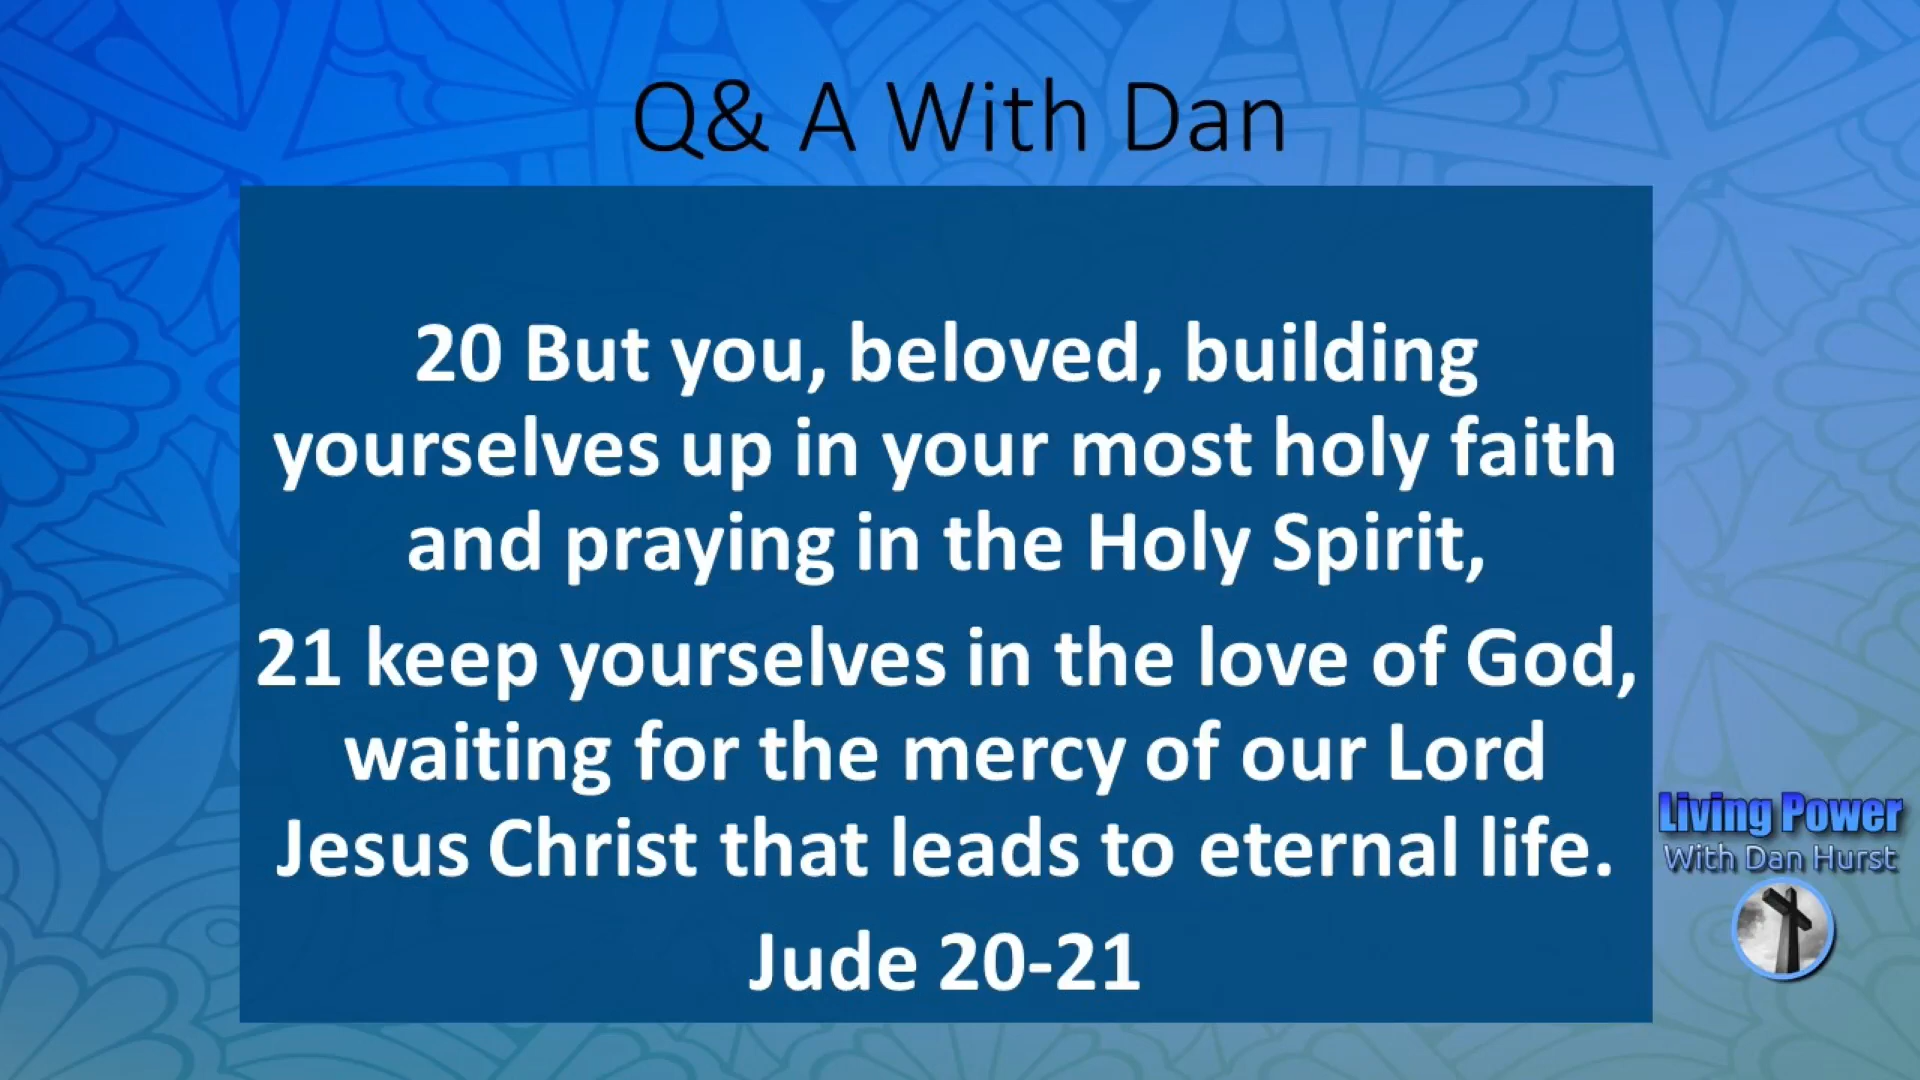 Q& A With Dan
20 But you, beloved, building
yourselves up in your most holy faith
and praying in the Holy Spirit,
21 keep yourselves in the love of God,
waiting for the mercy of our Lord
Jesus Christ that leads to eternal life.
Jude 20-21
Living Power
With Dan Hurst